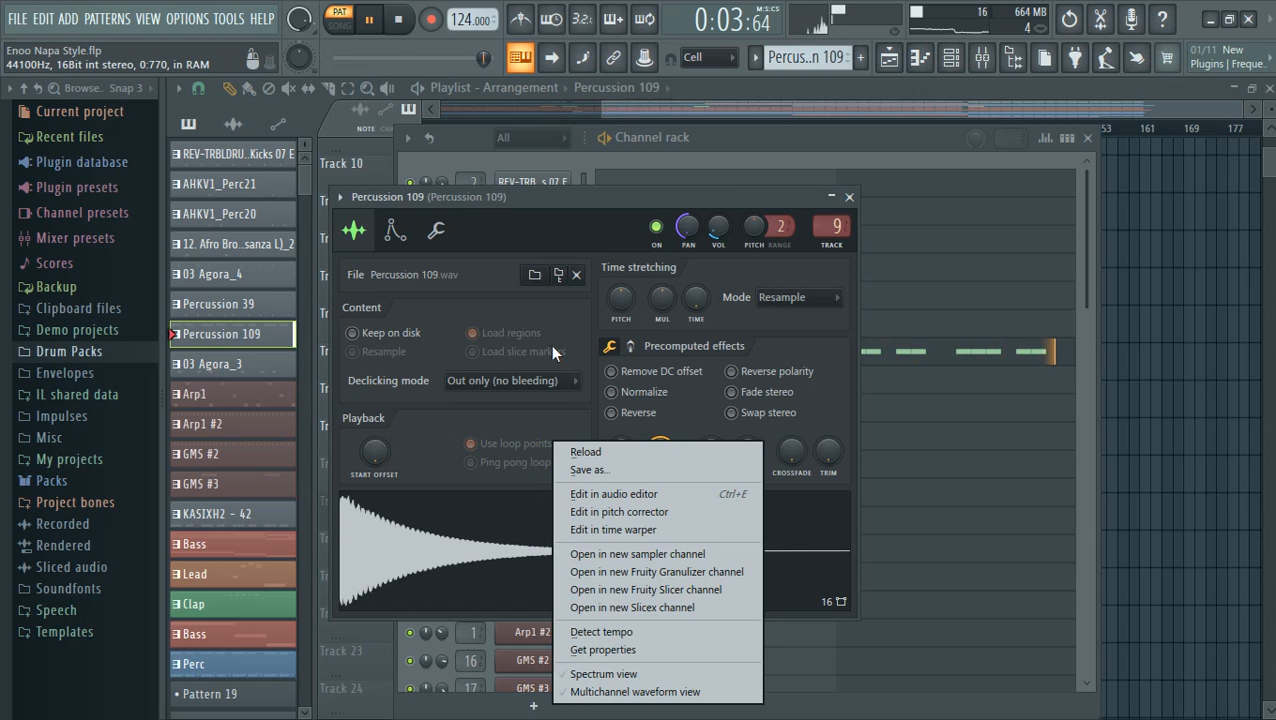 FILE EDIT ADD PATTERNS VIEW OPTIONS TOOLS HELP
PAT
SONG
124.000
3.2.1
0:03:64
M:S:CS
16
664 MB
4
Enoo Napa Style.flp
44100Hz, 16Bit int stereo, 0:770, in RAM
Cell
Percus..n 109
01/11 New
Plugins | Freque..
Browser
Snap 3
Playlist - Arrangement
Percussion 109
Current project
Recent files
Plugin database
Plugin presets
Channel presets
Mixer presets
Scores
Backup
Clipboard files
Demo projects
Drum Packs
Envelopes
IL shared data
Impulses
Misc
My projects
Packs
Project bones
Recorded
Rendered
Sliced audio
Soundfonts
Speech
Templates
REV-TRBLDRU..Kicks 07 E
AHKV1_Perc21
AHKV1_Perc20
12. Afro Bro..sanza L)_2
03 Agora_4
Percussion 39
Percussion 109
03 Agora_3
Arp1
Arp1 #2
GMS #2
GMS #3
KASIXH2 - 42
Bass
Lead
Clap
Bass
Perc
Pattern 19
NOTE
Track 10
Track 23
Track 24
53 161 169 177
All
Channel rack
2 REV-TRB.. s 07 E
1 Arp1 #2
16 GMS #2
17 GMS #3
Percussion 109 (Percussion 109)
ON
PAN
VOL
PITCH
2
RANGE
9
TRACK
File Percussion 109.wav
Content
Keep on disk
Load regions
Resample
Declicking mode
Out only (no bleeding)
Playback
START OFFSET
Use loop points
Ping pong loop
Time stretching
PITCH
MUL
TIME
Mode
Resample
Precomputed effects
Remove DC offset
Reverse polarity
Normalize
Fade stereo
Reverse
Swap stereo
CROSSFADE
TRIM
16
Reload
Save as...
Edit in audio editor Ctrl+E
Edit in pitch corrector
Edit in time warper
Open in new sampler channel
Open in new Fruity Granulizer channel
Open in new Fruity Slicer channel
Open in new Slicex channel
Detect tempo
Get properties
Spectrum view
Multichannel waveform view